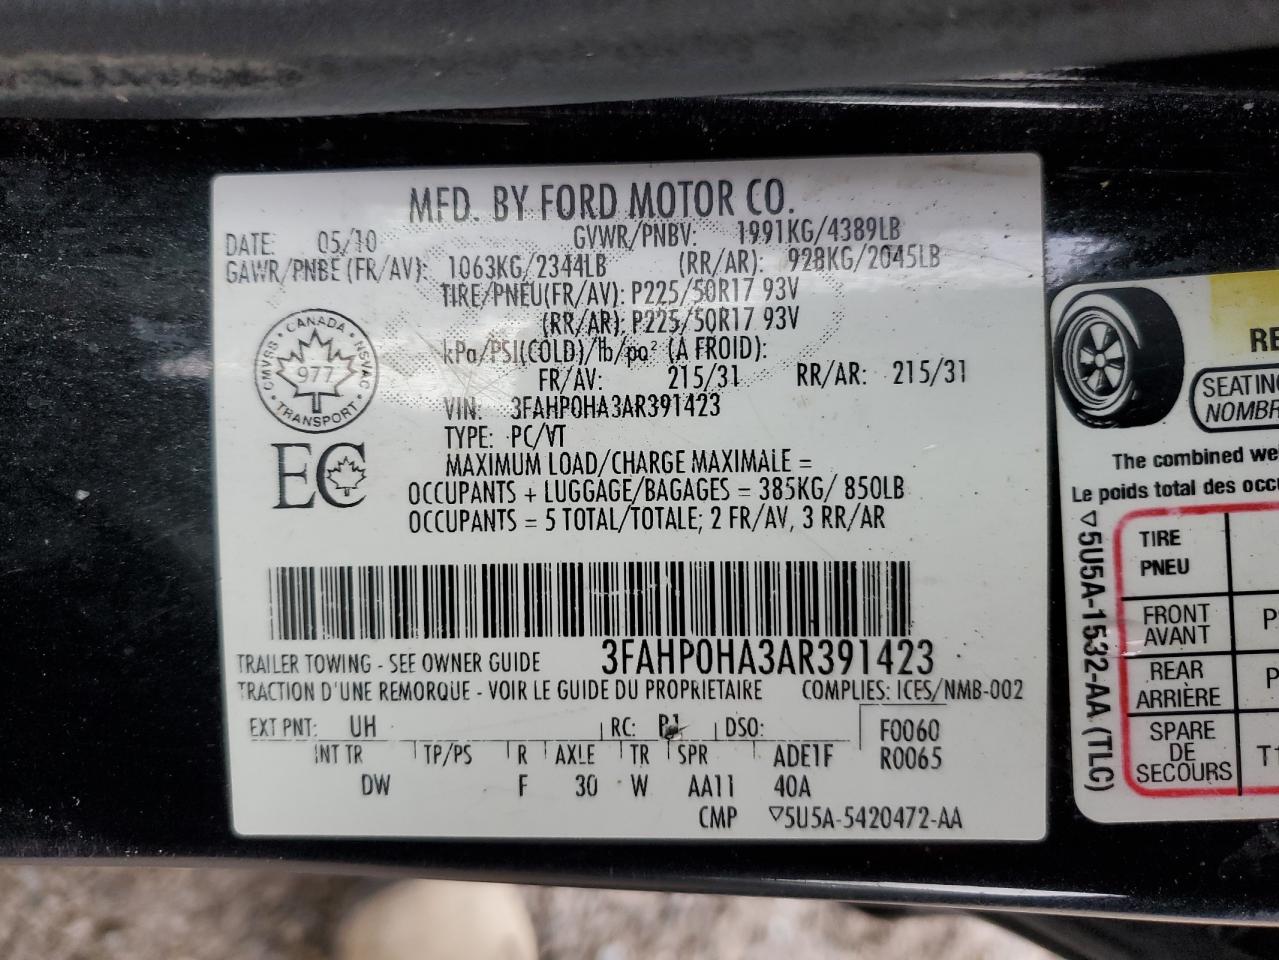 MFD. BY FORD MOTOR CO.
DATE: 05/10 GVWR/PNBV: 1991KG/4389LB
GAWR/PNBE (FR/AV): 1063KG/2344LB (RR/AR): 928KG/2045LB
TIRE/PNEU(FR/AV): P225/50R17 93V
(RR/AR): P225/50R17 93V
kPa/PSI(COLD)/lb/po² (A FROID):
FR/AV: 215/31 RR/AR: 215/31
VIN: 3FAHP0HA3AR391423
TYPE: PC/VT
MAXIMUM LOAD/CHARGE MAXIMALE =
OCCUPANTS + LUGGAGE/BAGAGES = 385KG/ 850LB
OCCUPANTS = 5 TOTAL/TOTALE; 2 FR/AV, 3 RR/AR
CANADA
CMVSS • NSVAC
977
TRANSPORT
EC
3FAHP0HA3AR391423
TRAILER TOWING - SEE OWNER GUIDE
TRACTION D'UNE REMORQUE - VOIR LE GUIDE DU PROPRIETAIRE COMPLIES: ICES/NMB-002
EXT PNT: UH RC: DSO: F0060
INT TR TP/PS R AXLE TR SPR ADE1F R0065
DW F 30 W AA11 40A
CMP ▽5U5A-5420472-AA
RE
SEATING
NOMBR
The combined we
Le poids total des occu
▽5U5A-1532-AA (TLC)
TIRE
PNEU
FRONT
AVANT P
REAR
ARRIÈRE P
SPARE
DE
SECOURS T1